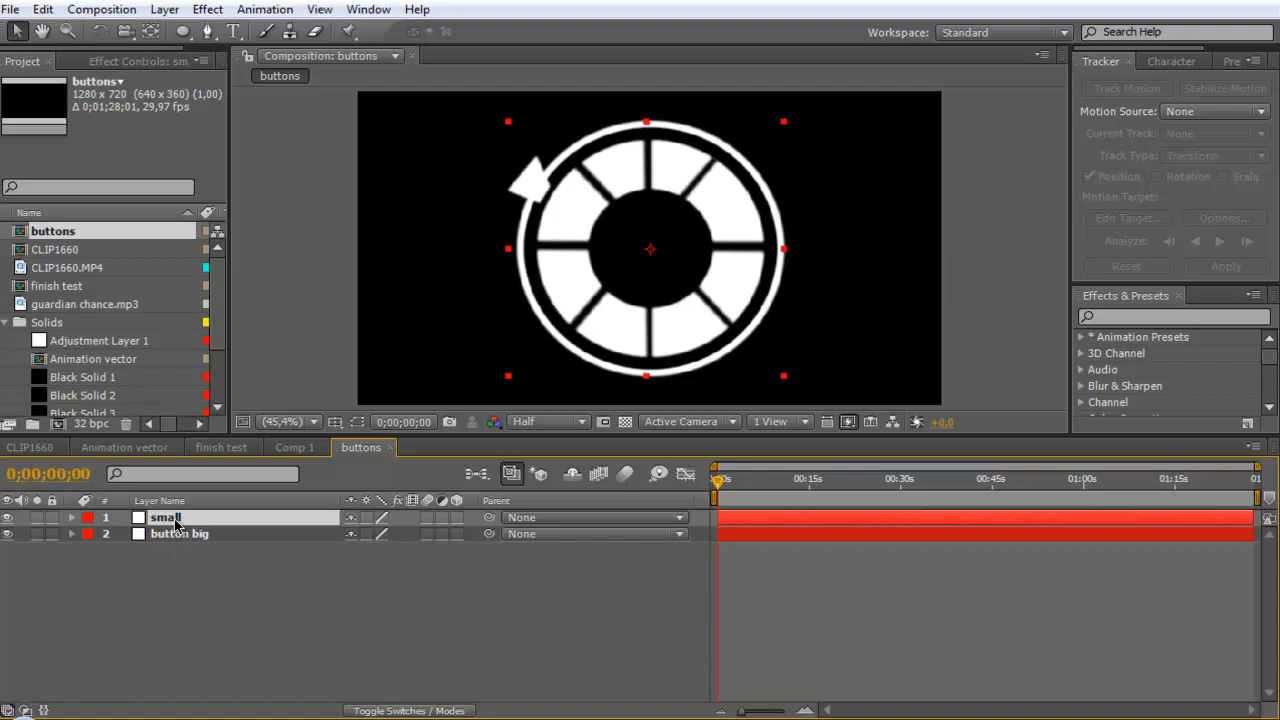 File Edit Composition Layer Effect Animation View Window Help
Workspace: Standard Search Help
Project Effect Controls: sm
Composition: buttons
Tracker Character Pre
buttons
1280 x 720 (640 x 360) (1,00)
Δ 0;01;28;01, 29,97 fps
buttons
Track Motion Stabilize Motion
Motion Source: None
Current Track: None
Track Type: Transform
Position Rotation Scale
Motion Target:
Edit Target... Options...
Analyze:
Reset Apply
Name
buttons
CLIP1660
CLIP1660.MP4
finish test
guardian chance.mp3
Solids
Adjustment Layer 1
Animation vector
Black Solid 1
Black Solid 2
Black Solid 3
32 bpc
Effects & Presets
* Animation Presets
3D Channel
Audio
Blur & Sharpen
Channel
(45,4%) 0;00;00;00 Half Active Camera 1 View +0,0
CLIP1660 Animation vector finish test Comp 1 buttons
0;00;00;00
:00s 00:15s 00:30s 00:45s 01:00s 01:15s 01
# Layer Name Parent
1 small None
2 button big None
Toggle Switches / Modes